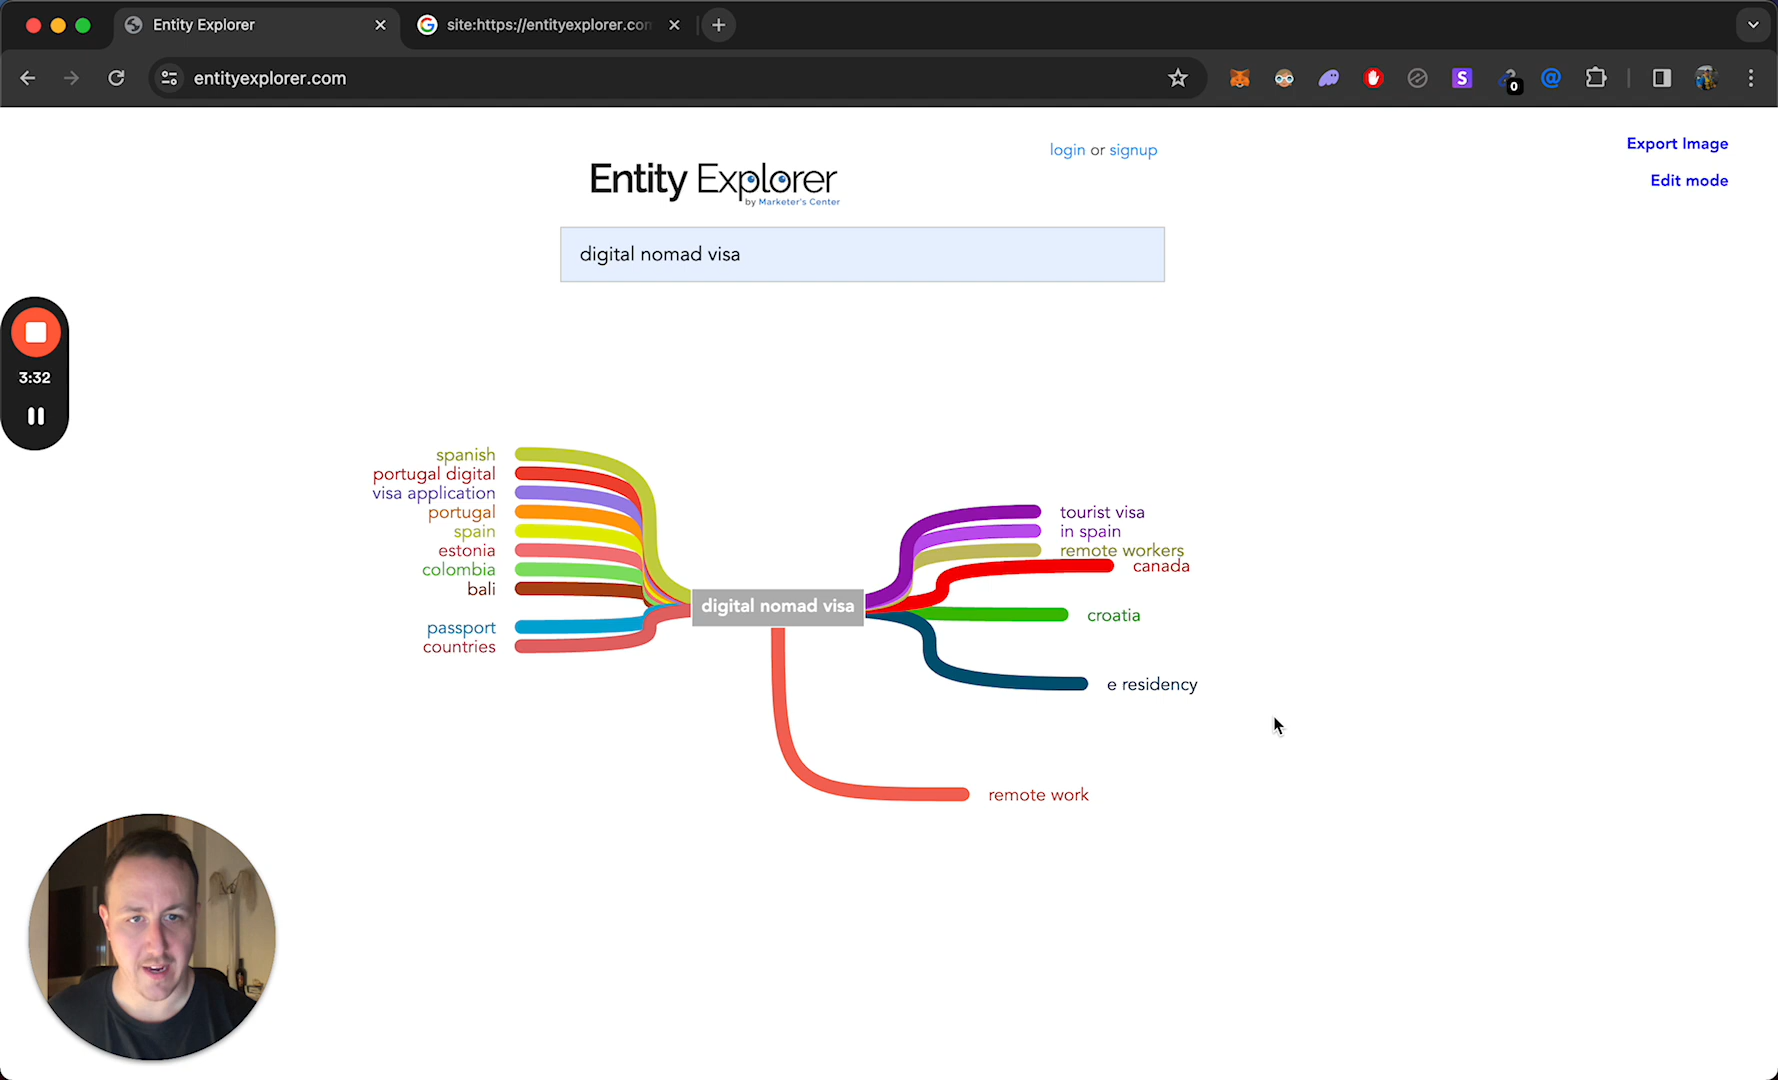 Entity Explorer
site:https://entityexplorer.com
entityexplorer.com
S
0
login or signup
Export Image
Entity Explorer
by Marketer's Center
Edit mode
digital nomad visa
3:32
spanish
portugal digital
visa application
portugal
spain
estonia
colombia
bali
passport
countries
digital nomad visa
tourist visa
in spain
remote workers
canada
croatia
e residency
remote work